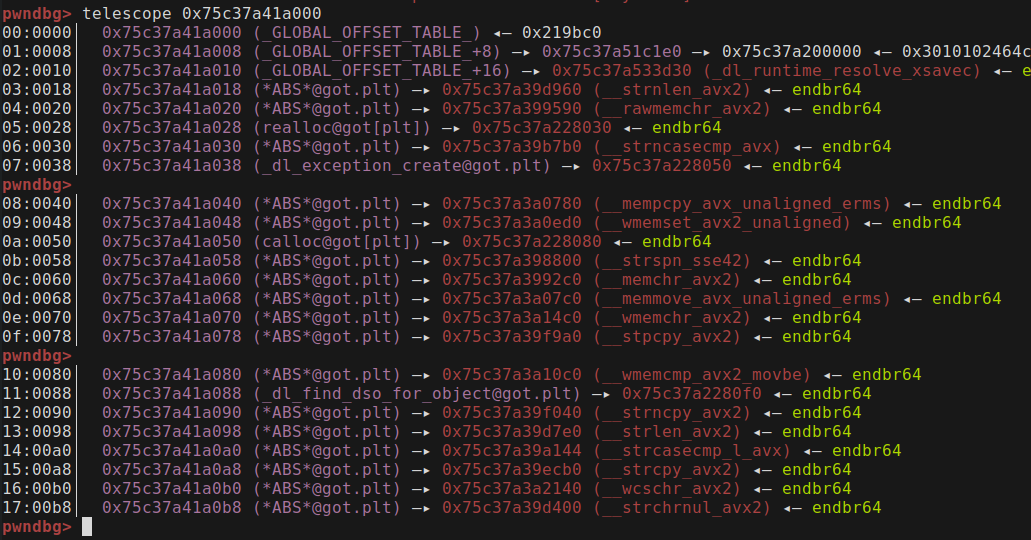 pwndbg> telescope 0x75c37a41a000
00:0000│  0x75c37a41a000 (_GLOBAL_OFFSET_TABLE_) ◂— 0x219bc0
01:0008│  0x75c37a41a008 (_GLOBAL_OFFSET_TABLE_+8) —▸ 0x75c37a51c1e0 —▸ 0x75c37a200000 ◂— 0x3010102464c
02:0010│  0x75c37a41a010 (_GLOBAL_OFFSET_TABLE_+16) —▸ 0x75c37a533d30 (_dl_runtime_resolve_xsavec) ◂— e
03:0018│  0x75c37a41a018 (*ABS*@got.plt) —▸ 0x75c37a39d960 (__strnlen_avx2) ◂— endbr64
04:0020│  0x75c37a41a020 (*ABS*@got.plt) —▸ 0x75c37a399590 (__rawmemchr_avx2) ◂— endbr64
05:0028│  0x75c37a41a028 (realloc@got[plt]) —▸ 0x75c37a228030 ◂— endbr64
06:0030│  0x75c37a41a030 (*ABS*@got.plt) —▸ 0x75c37a39b7b0 (__strncasecmp_avx) ◂— endbr64
07:0038│  0x75c37a41a038 (_dl_exception_create@got.plt) —▸ 0x75c37a228050 ◂— endbr64
pwndbg>
08:0040│  0x75c37a41a040 (*ABS*@got.plt) —▸ 0x75c37a3a0780 (__mempcpy_avx_unaligned_erms) ◂— endbr64
09:0048│  0x75c37a41a048 (*ABS*@got.plt) —▸ 0x75c37a3a0ed0 (__wmemset_avx2_unaligned) ◂— endbr64
0a:0050│  0x75c37a41a050 (calloc@got[plt]) —▸ 0x75c37a228080 ◂— endbr64
0b:0058│  0x75c37a41a058 (*ABS*@got.plt) —▸ 0x75c37a398800 (__strspn_sse42) ◂— endbr64
0c:0060│  0x75c37a41a060 (*ABS*@got.plt) —▸ 0x75c37a3992c0 (__memchr_avx2) ◂— endbr64
0d:0068│  0x75c37a41a068 (*ABS*@got.plt) —▸ 0x75c37a3a07c0 (__memmove_avx_unaligned_erms) ◂— endbr64
0e:0070│  0x75c37a41a070 (*ABS*@got.plt) —▸ 0x75c37a3a14c0 (__wmemchr_avx2) ◂— endbr64
0f:0078│  0x75c37a41a078 (*ABS*@got.plt) —▸ 0x75c37a39f9a0 (__stpcpy_avx2) ◂— endbr64
pwndbg>
10:0080│  0x75c37a41a080 (*ABS*@got.plt) —▸ 0x75c37a3a10c0 (__wmemcmp_avx2_movbe) ◂— endbr64
11:0088│  0x75c37a41a088 (_dl_find_dso_for_object@got.plt) —▸ 0x75c37a2280f0 ◂— endbr64
12:0090│  0x75c37a41a090 (*ABS*@got.plt) —▸ 0x75c37a39f040 (__strncpy_avx2) ◂— endbr64
13:0098│  0x75c37a41a098 (*ABS*@got.plt) —▸ 0x75c37a39d7e0 (__strlen_avx2) ◂— endbr64
14:00a0│  0x75c37a41a0a0 (*ABS*@got.plt) —▸ 0x75c37a39a144 (__strcasecmp_l_avx) ◂— endbr64
15:00a8│  0x75c37a41a0a8 (*ABS*@got.plt) —▸ 0x75c37a39ecb0 (__strcpy_avx2) ◂— endbr64
16:00b0│  0x75c37a41a0b0 (*ABS*@got.plt) —▸ 0x75c37a3a2140 (__wcschr_avx2) ◂— endbr64
17:00b8│  0x75c37a41a0b8 (*ABS*@got.plt) —▸ 0x75c37a39d400 (__strchrnul_avx2) ◂— endbr64
pwndbg>